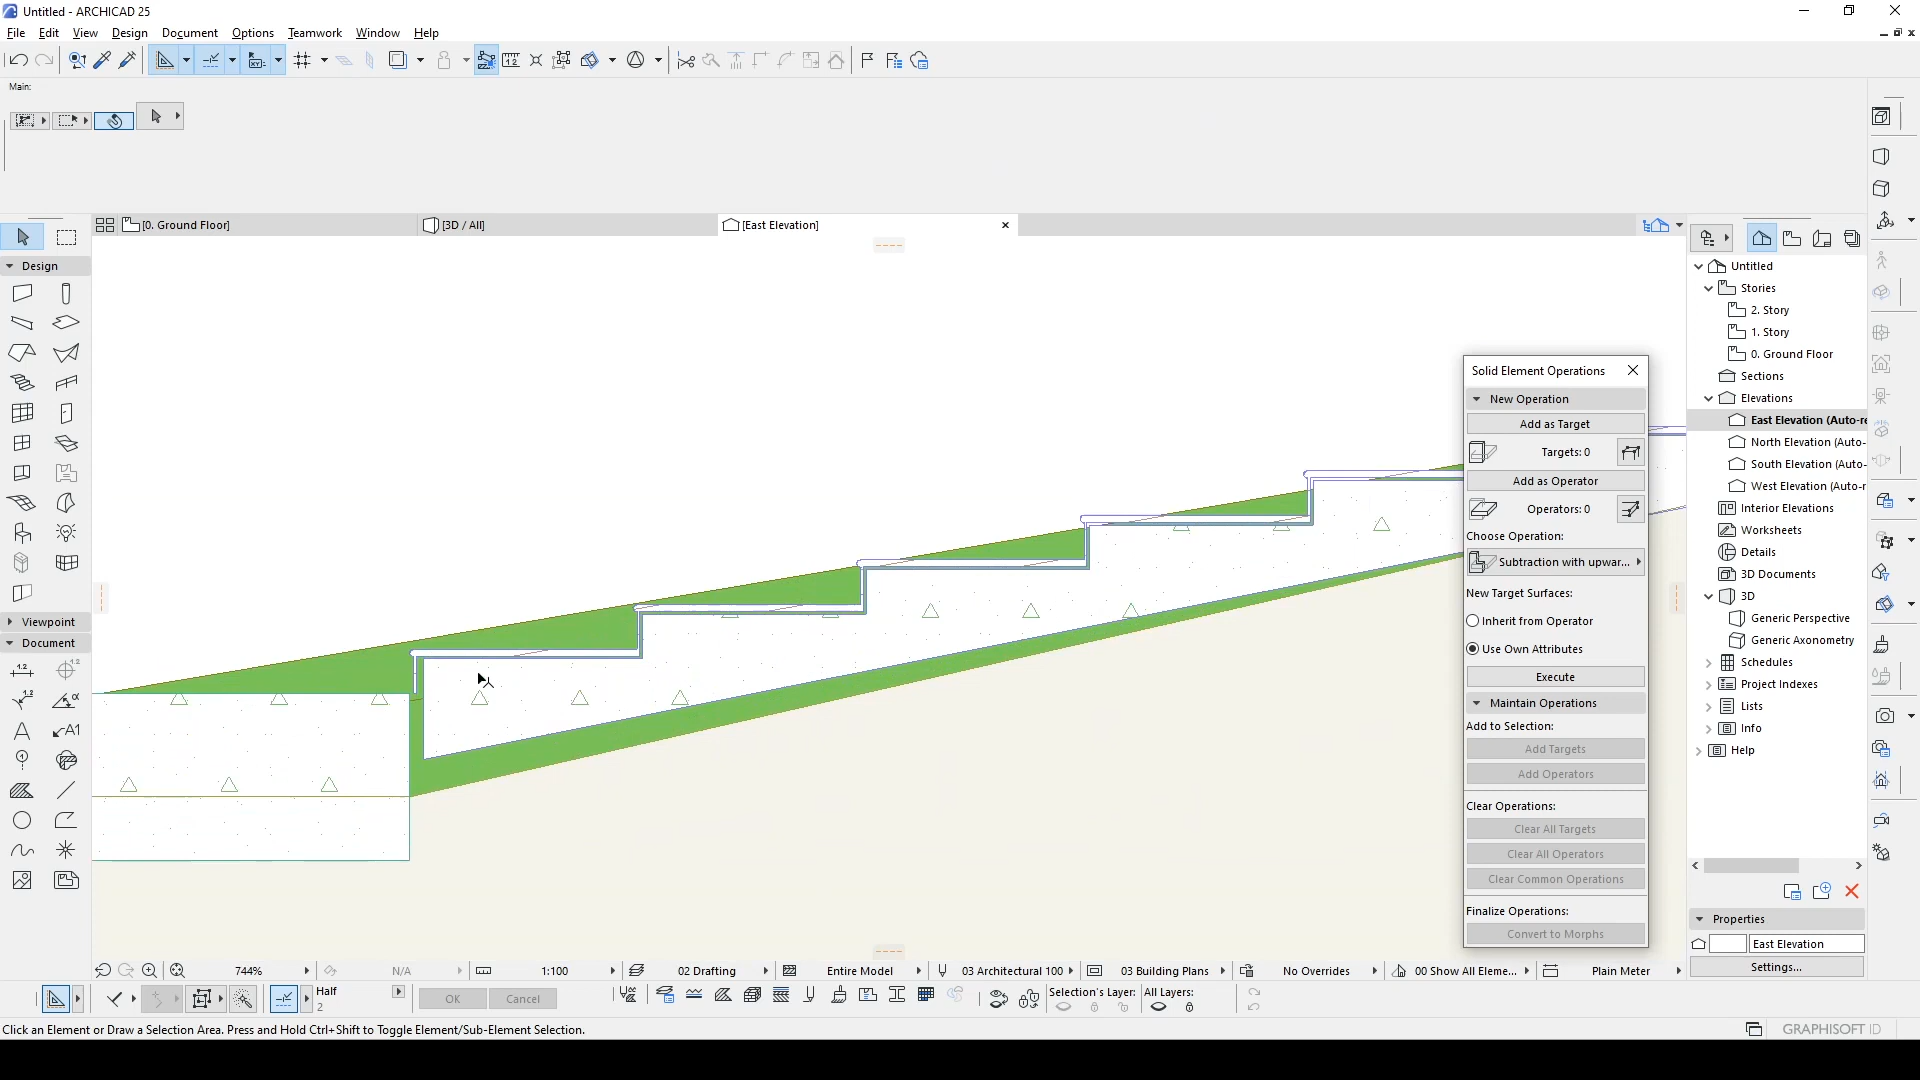 Untitled - ARCHICAD 25
File Edit View Design Document Options Teamwork Window Help
Main:
[0. Ground Floor]
[3D / All]
[East Elevation]
Design
Viewpoint
Document
Solid Element Operations
New Operation
Add as Target
Targets: 0
Add as Operator
Operators: 0
Choose Operation:
Subtraction with upwar...
New Target Surfaces:
Inherit from Operator
Use Own Attributes
Execute
Maintain Operations
Add to Selection:
Add Targets
Add Operators
Clear Operations:
Clear All Targets
Clear All Operators
Clear Common Operations
Finalize Operations:
Convert to Morphs
Untitled
Stories
2. Story
1. Story
0. Ground Floor
Sections
Elevations
East Elevation (Auto-re
North Elevation (Auto-
South Elevation (Auto-
West Elevation (Auto-r
Interior Elevations
Worksheets
Details
3D Documents
3D
Generic Perspective
Generic Axonometry
Schedules
Project Indexes
Lists
Info
Help
Properties
East Elevation
Settings...
744%
N/A
1:100
02 Drafting
Entire Model
03 Architectural 100
03 Building Plans
No Overrides
00 Show All Eleme...
Plain Meter
Half
2
OK
Cancel
Selection's Layer:
All Layers:
Click an Element or Draw a Selection Area. Press and Hold Ctrl+Shift to Toggle Element/Sub-Element Selection.
GRAPHISOFT ID